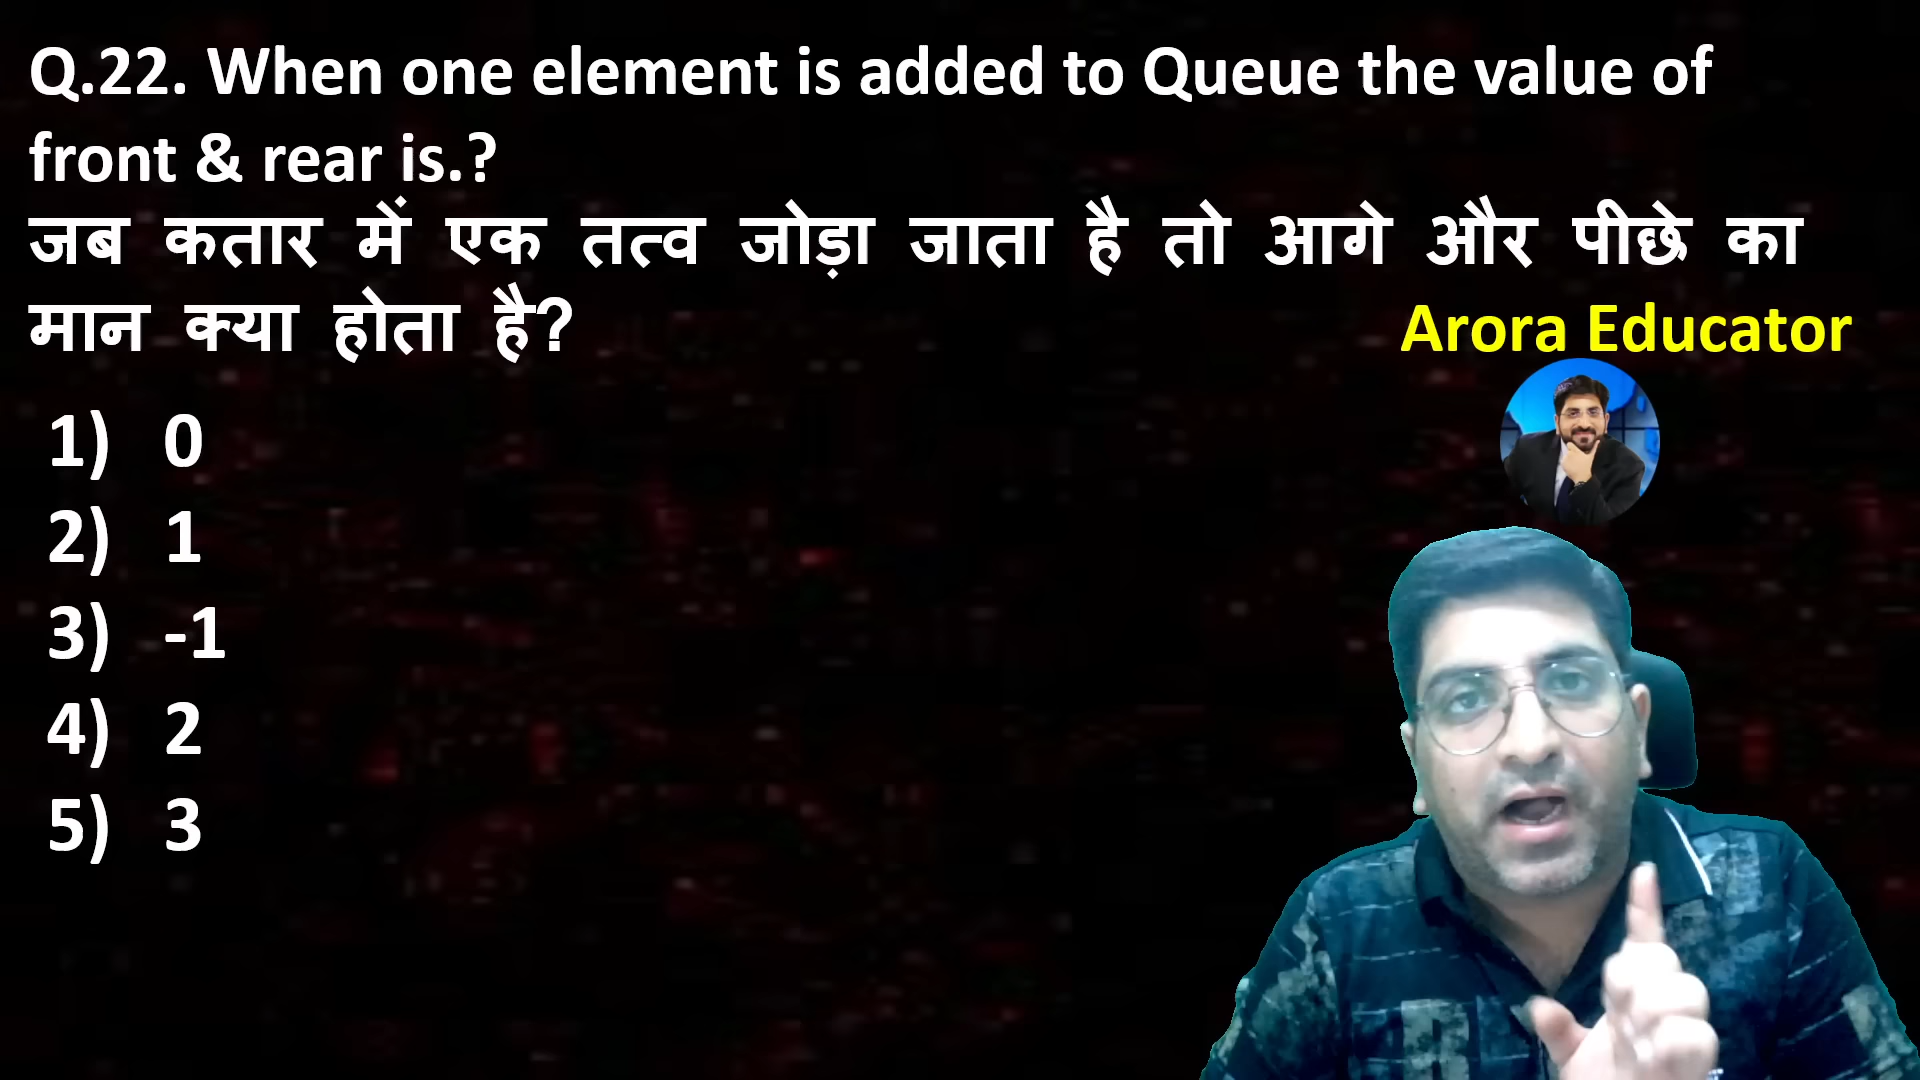 Q.22. When one element is added to Queue the value of
front & rear is.?
जब कतार में एक तत्व जोड़ा जाता है तो आगे और पीछे का
मान क्या होता है?
Arora Educator
1) 0
2) 1
3) -1
4) 2
5) 3